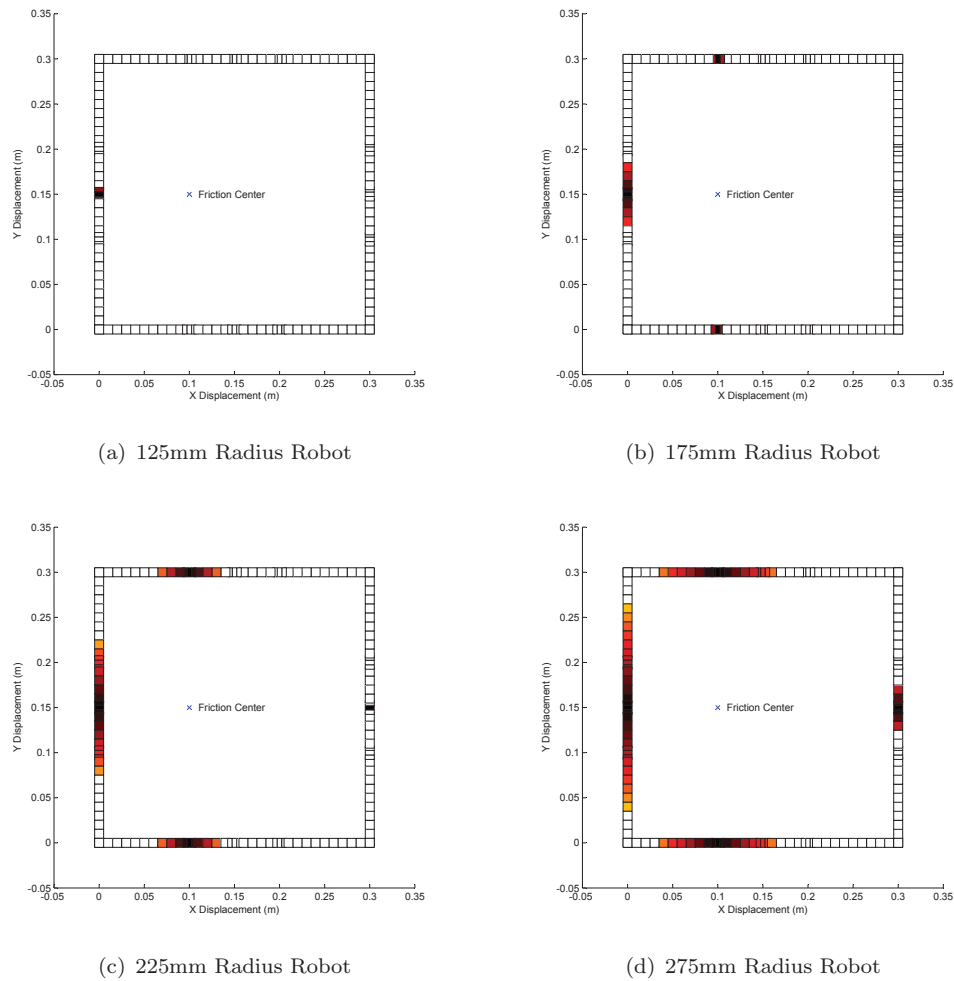 0.35
0.3
0.25
0.2
0.15
0.1
0.05
0
-0.05
-0.05 0 0.05 0.1 0.15 0.2 0.25 0.3 0.35
Y Displacement (m)
X Displacement (m)
Friction Center
(a) 125mm Radius Robot
0.35
0.3
0.25
0.2
0.15
0.1
0.05
0
-0.05
-0.05 0 0.05 0.1 0.15 0.2 0.25 0.3 0.35
Y Displacement (m)
X Displacement (m)
Friction Center
(b) 175mm Radius Robot
0.35
0.3
0.25
0.2
0.15
0.1
0.05
0
-0.05
-0.05 0 0.05 0.1 0.15 0.2 0.25 0.3 0.35
Y Displacement (m)
X Displacement (m)
Friction Center
(c) 225mm Radius Robot
0.35
0.3
0.25
0.2
0.15
0.1
0.05
0
-0.05
-0.05 0 0.05 0.1 0.15 0.2 0.25 0.3 0.35
Y Displacement (m)
X Displacement (m)
Friction Center
(d) 275mm Radius Robot